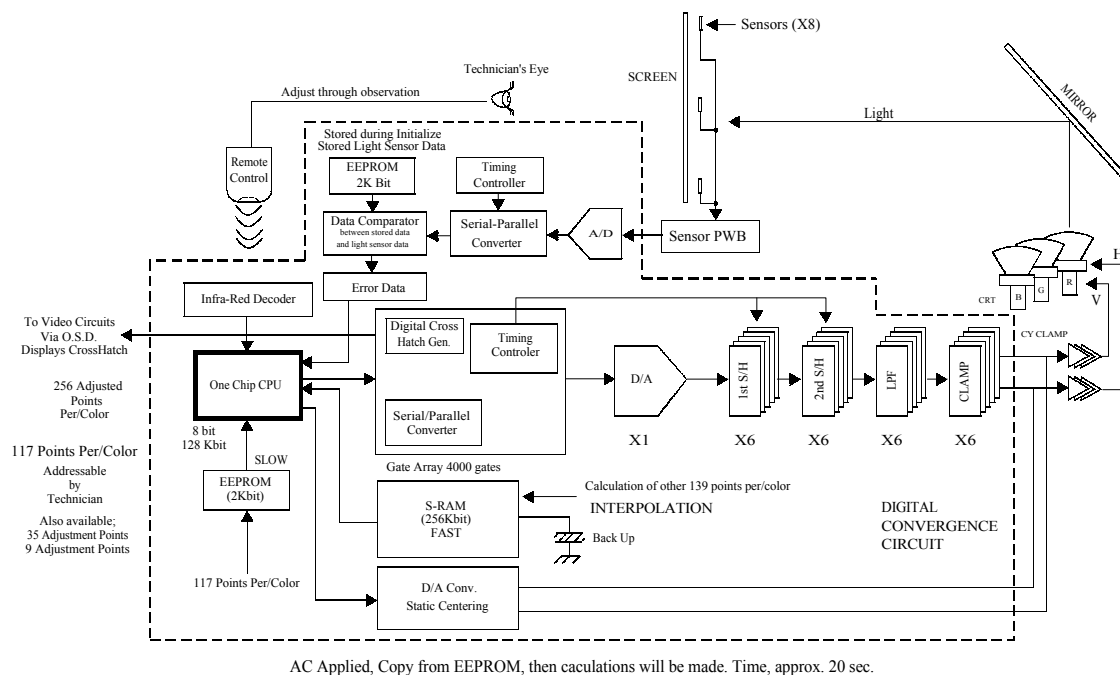 Sensors (X8)
Technician's Eye
SCREEN
MIRROR
Adjust through observation
Light
Stored during Initialize
Stored Light Sensor Data
Remote
Control
EEPROM
2K Bit
Timing
Controller
Data Comparator
between stored data
and light sensor data
Serial-Parallel
Converter
A/D
Sensor PWB
Error Data
H
V
R
G
B
CRT
Infra-Red Decoder
To Video Circuits
Via O.S.D.
Displays CrossHatch
Digital Cross
Hatch Gen.
Timing
Controler
CY CLAMP
One Chip CPU
D/A
1st S/H
2nd S/H
LPF
CLAMP
256 Adjusted
Points
Per/Color
Serial/Parallel
Converter
8 bit
128 Kbit
X1
X6
X6
X6
X6
117 Points Per/Color
Addressable
by
Technician
SLOW
Gate Array 4000 gates
EEPROM
(2Kbit)
S-RAM
(256Kbit)
FAST
Calculation of other 139 points per/color
INTERPOLATION
DIGITAL
CONVERGENCE
CIRCUIT
Also available;
35 Adjustment Points
9 Adjustment Points
Back Up
117 Points Per/Color
D/A Conv.
Static Centering
AC Applied, Copy from EEPROM, then caculations will be made. Time, approx. 20 sec.